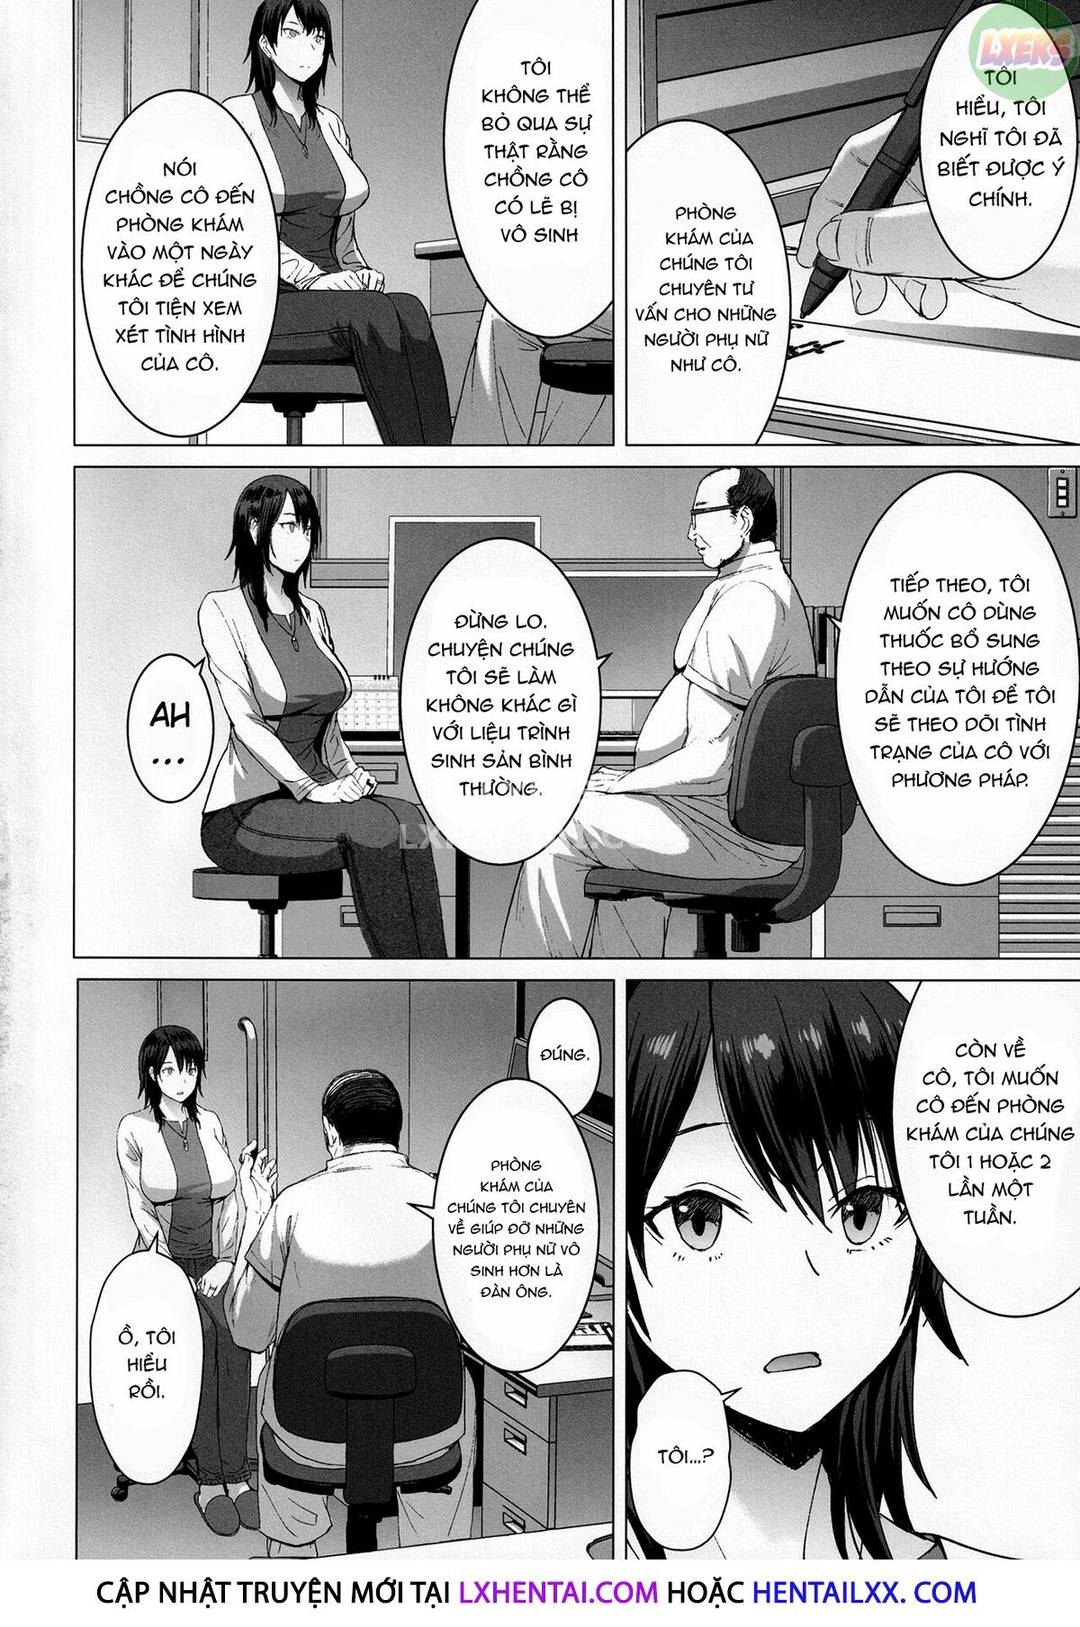 LXERS
TÔI
HIỂU, TÔI
NGHĨ TÔI ĐÃ
BIẾT ĐƯỢC Ý
CHÍNH.
PHÒNG
KHÁM CỦA
CHÚNG TÔI
CHUYÊN TƯ
VẤN CHO NHỮNG
NGƯỜI PHỤ NỮ
NHƯ CÔ.
TÔI
KHÔNG THỂ
BỎ QUA SỰ
THẬT RẰNG
CHỒNG CÔ
CÓ LẼ BỊ
VÔ SINH
NÓI
CHỒNG CÔ ĐẾN
PHÒNG KHÁM
VÀO MỘT NGÀY
KHÁC ĐỂ CHÚNG
TÔI TIỆN XEM
XÉT TÌNH HÌNH
CỦA CÔ.
TIẾP THEO, TÔI
MUỐN CÔ DÙNG
THUỐC BỔ SUNG
THEO SỰ HƯỚNG
DẪN CỦA TÔI ĐỂ TÔI
SẼ THEO DÕI TÌNH
TRẠNG CỦA CÔ VỚI
PHƯƠNG PHÁP.
ĐỪNG LO.
CHUYỆN CHÚNG
TÔI SẼ LÀM
KHÔNG KHÁC GÌ
VỚI LIỆU TRÌNH
SINH SẢN BÌNH
THƯỜNG.
AH
...
CÒN VỀ
CÔ, TÔI MUỐN
CÔ ĐẾN PHÒNG
KHÁM CỦA CHÚNG
TÔI 1 HOẶC 2
LẦN MỘT
TUẦN.
TÔI...?
ĐÚNG.
PHÒNG
KHÁM CỦA
CHÚNG TÔI CHUYÊN
VỀ GIÚP ĐỠ NHỮNG
NGƯỜI PHỤ NỮ VÔ
SINH HƠN LÀ
ĐÀN ÔNG.
Ồ, TÔI
HIỂU
RỒI.
CẬP NHẬT TRUYỆN MỚI TẠI LXHENTAI.COM HOẶC HENTAILXX. COM